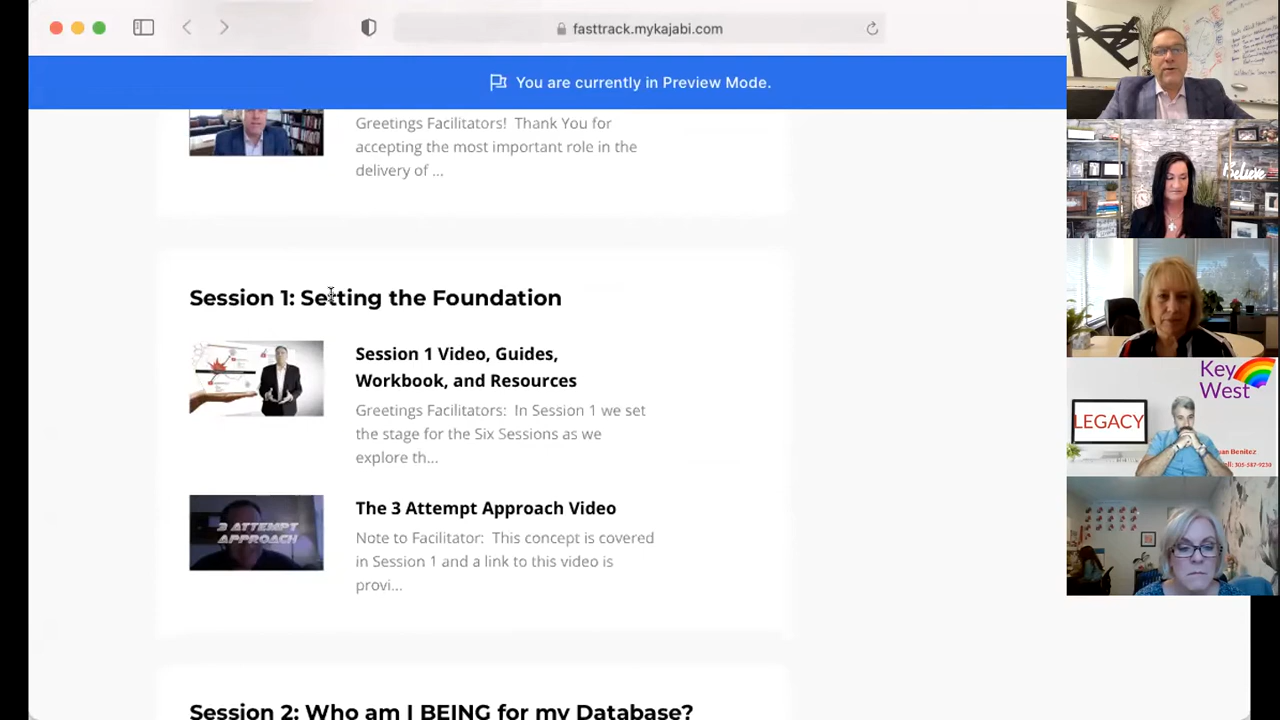 fasttrack.mykajabi.com
You are currently in Preview Mode.
Greetings Facilitators! Thank You for
accepting the most important role in the
delivery of ...
Session 1: Setting the Foundation
Session 1 Video, Guides,
Workbook, and Resources
Greetings Facilitators: In Session 1 we set
the stage for the Six Sessions as we
explore th...
3 ATTEMPT
APPROACH
The 3 Attempt Approach Video
Note to Facilitator: This concept is covered
in Session 1 and a link to this video is
provi...
Session 2: Who am I BEING for my Database?
Believe
Key
West
LEGACY
uan Benitez